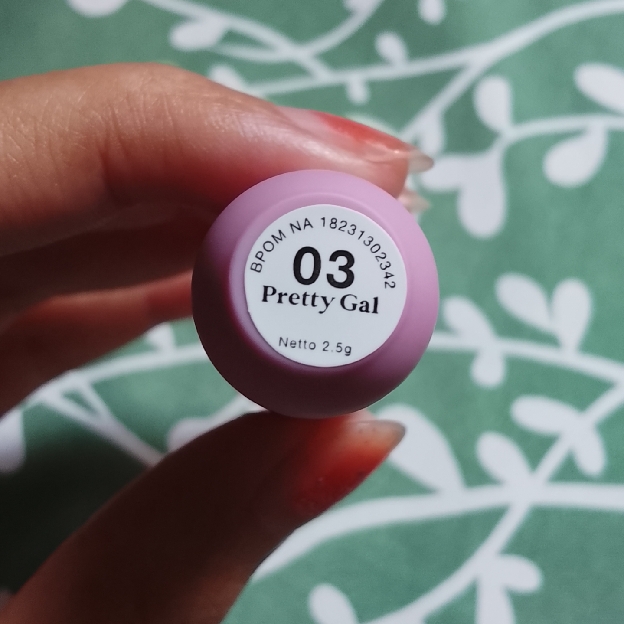 BPOM NA 18231302342
03
Pretty Gal
Netto 2.5g